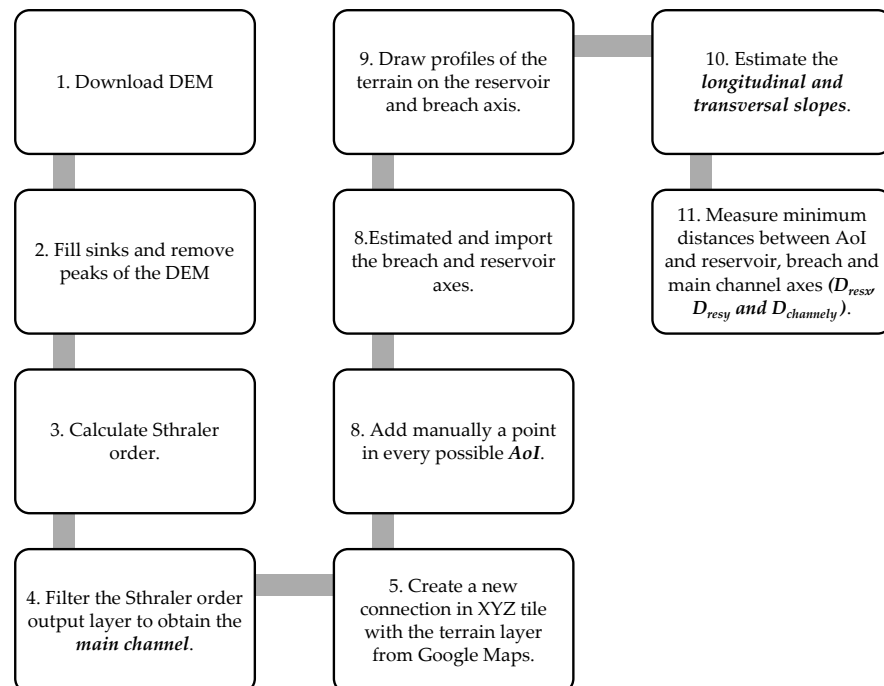 1. Download DEM
2. Fill sinks and remove
peaks of the DEM
3. Calculate Sthraler
order.
4. Filter the Sthraler order
output layer to obtain the
main channel.
5. Create a new
connection in XYZ tile
with the terrain layer
from Google Maps.
8. Add manually a point
in every possible AoI.
8.Estimated and import
the breach and reservoir
axes.
9. Draw profiles of the
terrain on the reservoir
and breach axis.
10. Estimate the
longitudinal and
transversal slopes.
11. Measure minimum
distances between AoI
and reservoir, breach and
main channel axes (Dresx,
Dresy and Dchannely).